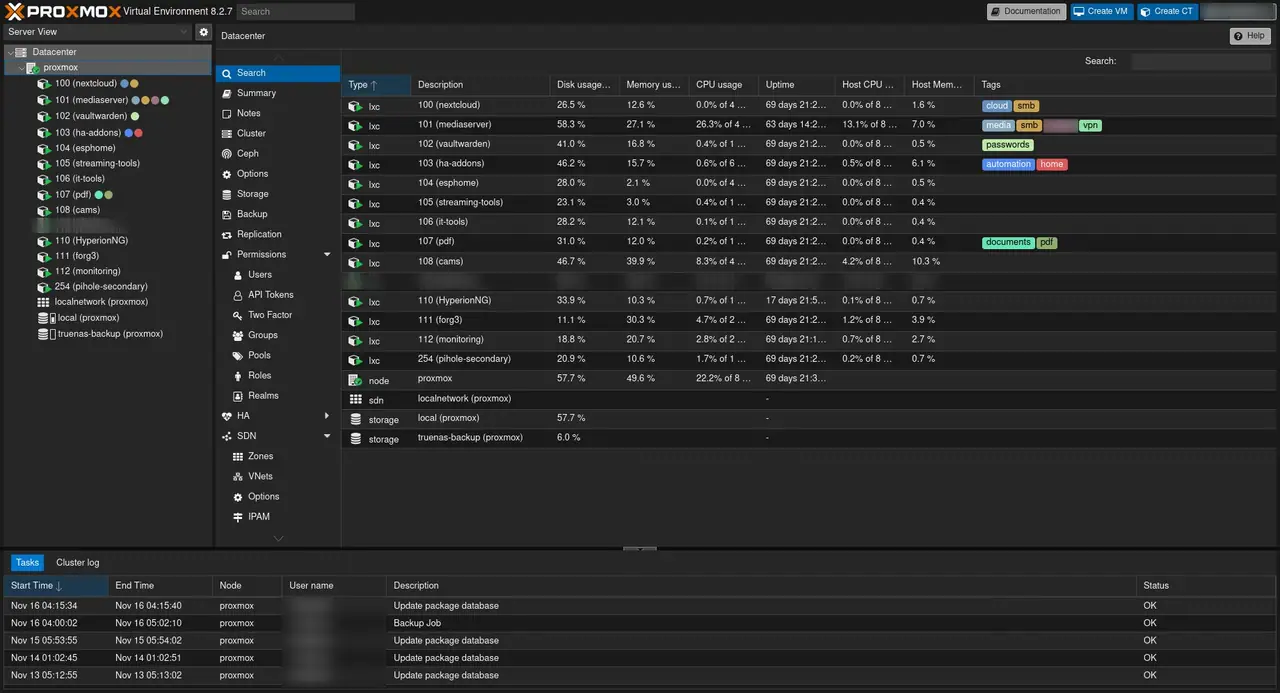 PROXMOX Virtual Environment 8.2.7 Search Documentation Create VM Create CT
Server View
Datacenter
proxmox
100 (nextcloud)
101 (mediaserver)
102 (vaultwarden)
103 (ha-addons)
104 (esphome)
105 (streaming-tools)
106 (it-tools)
107 (pdf)
108 (cams)
110 (HyperionNG)
111 (forg3)
112 (monitoring)
254 (pihole-secondary)
localnetwork (proxmox)
local (proxmox)
truenas-backup (proxmox)
Datacenter Help
Search
Summary
Notes
Cluster
Ceph
Options
Storage
Backup
Replication
Permissions
Users
API Tokens
Two Factor
Groups
Pools
Roles
Realms
HA
SDN
Zones
VNets
Options
IPAM
Search:
Type Description Disk usage... Memory us... CPU usage Uptime Host CPU ... Host Mem... Tags
lxc 100 (nextcloud) 26.5 % 12.6 % 0.0% of 4 ... 69 days 21:2... 0.0% of 8 ... 1.6 % cloud smb
lxc 101 (mediaserver) 58.3 % 27.1 % 26.3% of 4 ... 63 days 14:2... 13.1% of 8 ... 7.0 % media smb vpn
lxc 102 (vaultwarden) 41.0 % 16.8 % 0.4% of 1 ... 69 days 21:2... 0.0% of 8 ... 0.5 % passwords
lxc 103 (ha-addons) 46.2 % 15.7 % 0.6% of 6 ... 69 days 21:2... 0.5% of 8 ... 6.1 % automation home
lxc 104 (esphome) 28.0 % 2.1 % 0.0% of 4 ... 69 days 21:2... 0.0% of 8 ... 0.5 %
lxc 105 (streaming-tools) 23.1 % 3.0 % 0.4% of 1 ... 69 days 21:2... 0.0% of 8 ... 0.4 %
lxc 106 (it-tools) 28.2 % 12.1 % 0.1% of 1 ... 69 days 21:2... 0.0% of 8 ... 0.4 %
lxc 107 (pdf) 31.0 % 12.0 % 0.2% of 1 ... 69 days 21:2... 0.0% of 8 ... 0.4 % documents pdf
lxc 108 (cams) 46.7 % 39.9 % 8.3% of 4 ... 69 days 21:2... 4.2% of 8 ... 10.3 %
lxc 110 (HyperionNG) 33.9 % 10.3 % 0.7% of 1 ... 17 days 21:5... 0.1% of 8 ... 0.7 %
lxc 111 (forg3) 11.1 % 30.3 % 4.7% of 2 ... 69 days 21:2... 1.2% of 8 ... 3.9 %
lxc 112 (monitoring) 18.8 % 20.7 % 2.8% of 2 ... 69 days 21:1... 0.7% of 8 ... 2.7 %
lxc 254 (pihole-secondary) 20.9 % 10.6 % 1.7% of 1 ... 69 days 21:2... 0.2% of 8 ... 0.7 %
node proxmox 57.7 % 49.6 % 22.2% of 8 ... 69 days 21:3...
sdn localnetwork (proxmox) -
storage local (proxmox) 57.7 % -
storage truenas-backup (proxmox) 6.0 % -
Tasks Cluster log
Start Time End Time Node User name Description Status
Nov 16 04:15:34 Nov 16 04:15:40 proxmox Update package database OK
Nov 16 04:00:02 Nov 16 05:02:10 proxmox Backup Job OK
Nov 15 05:53:55 Nov 15 05:54:02 proxmox Update package database OK
Nov 14 01:02:45 Nov 14 01:02:51 proxmox Update package database OK
Nov 13 05:12:55 Nov 13 05:13:02 proxmox Update package database OK